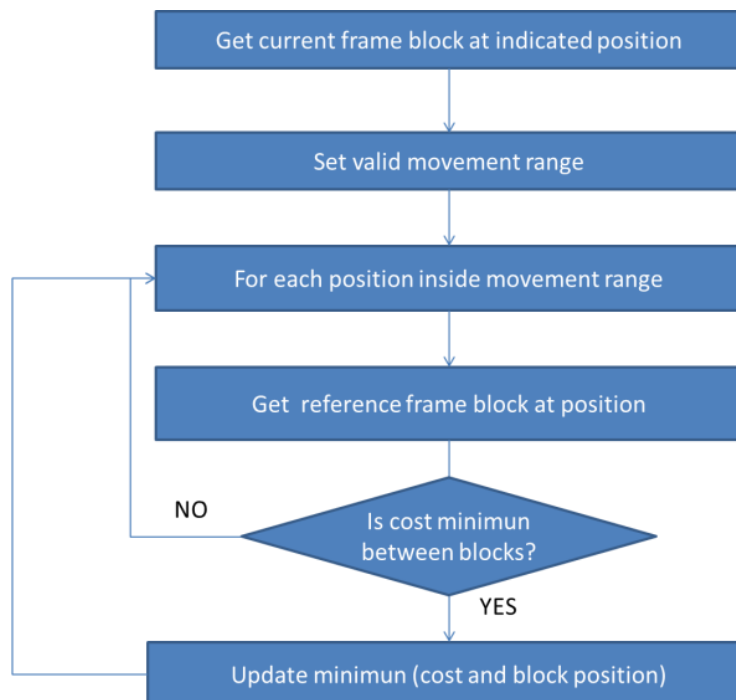 Get current frame block at indicated position
Set valid movement range
For each position inside movement range
Get reference frame block at position
NO
Is cost minimun
between blocks?
YES
Update minimun (cost and block position)